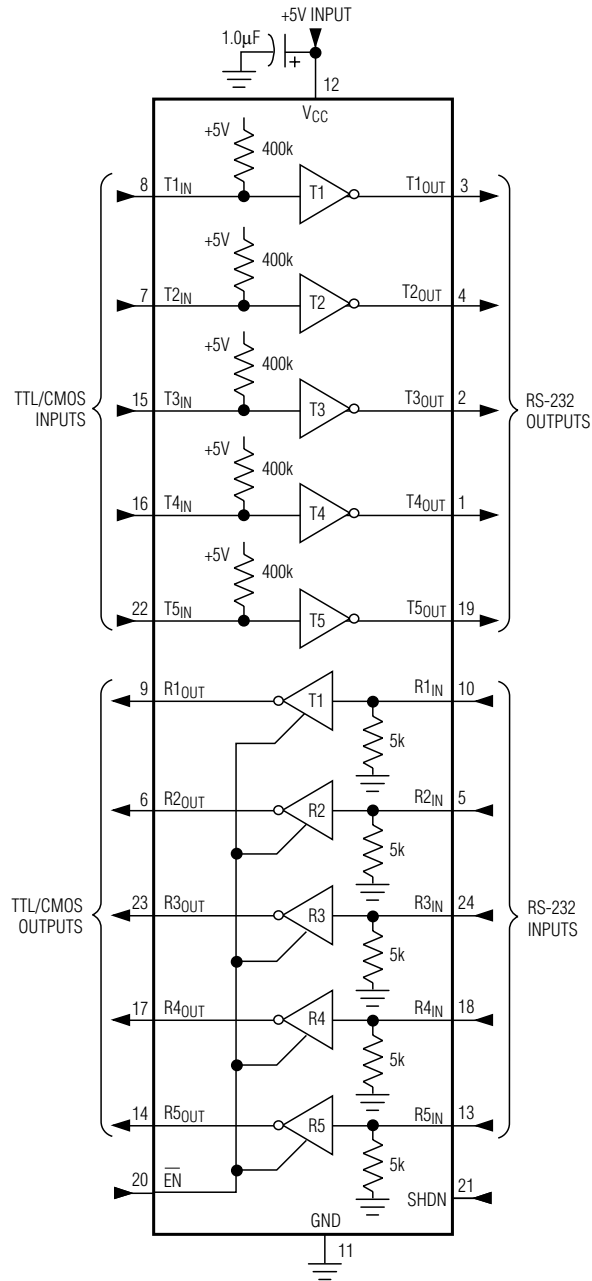 +5V INPUT
1.0µF
+
12
VCC
+5V
400k
8 T1IN T1 T1OUT 3
+5V
400k
7 T2IN T2 T2OUT 4
+5V
400k
TTL/CMOS
INPUTS
15 T3IN T3 T3OUT 2
RS-232
OUTPUTS
+5V
400k
16 T4IN T4 T4OUT 1
+5V
400k
22 T5IN T5 T5OUT 19
9 R1OUT T1 R1IN 10
5k
6 R2OUT R2 R2IN 5
5k
TTL/CMOS
OUTPUTS
23 R3OUT R3 R3IN 24
RS-232
INPUTS
5k
17 R4OUT R4 R4IN 18
5k
14 R5OUT R5 R5IN 13
5k
20 EN
SHDN 21
GND
11